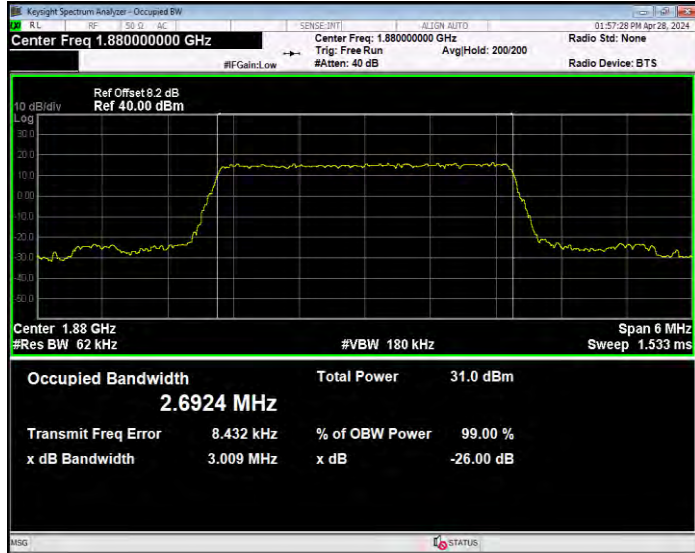 Keysight Spectrum Analyzer - Occupied BW
RL RF 50 Ω AC SENSE:INT ALIGN AUTO 01:57:28 PM Apr 28, 2024
Center Freq 1.880000000 GHz Center Freq: 1.880000000 GHz Radio Std: None
Trig: Free Run Avg|Hold: 200/200
#IFGain:Low #Atten: 40 dB Radio Device: BTS
Ref Offset 8.2 dB
10 dB/div Ref 40.00 dBm
Log
30.0
20.0
10.0
0.00
-10.0
-20.0
-30.0
-40.0
-50.0
Center 1.88 GHz Span 6 MHz
#Res BW 62 kHz #VBW 180 kHz Sweep 1.533 ms
Occupied Bandwidth Total Power 31.0 dBm
2.6924 MHz
Transmit Freq Error 8.432 kHz % of OBW Power 99.00 %
x dB Bandwidth 3.009 MHz x dB -26.00 dB
MSG STATUS